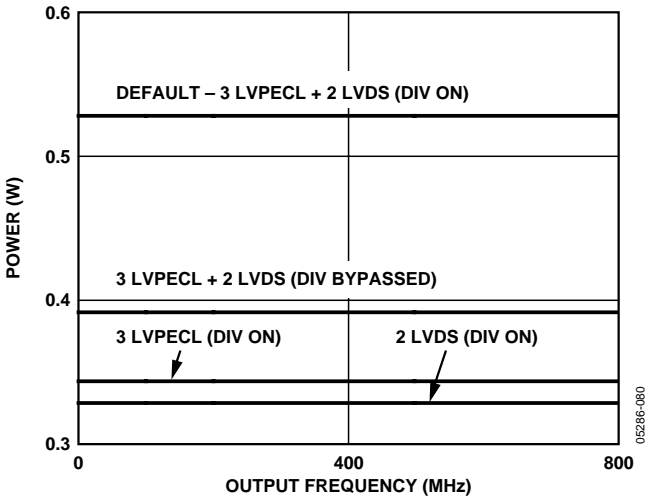 0.6
DEFAULT – 3 LVPECL + 2 LVDS (DIV ON)
0.5
POWER (W)
3 LVPECL + 2 LVDS (DIV BYPASSED)
0.4
3 LVPECL (DIV ON)
2 LVDS (DIV ON)
0.3
0
400
800
OUTPUT FREQUENCY (MHz)
05286-080